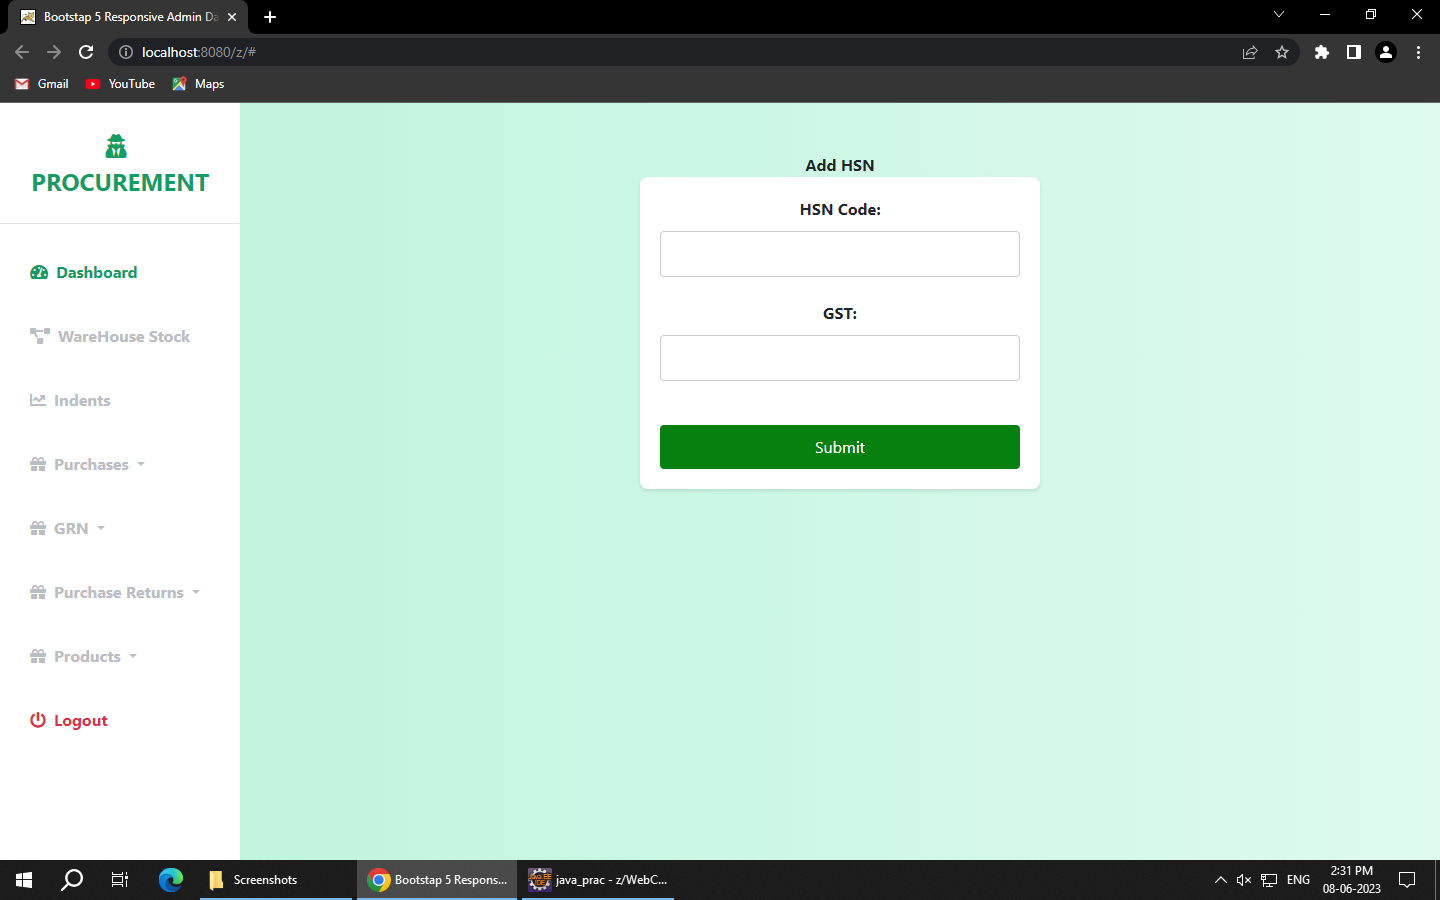 Bootstap 5 Responsive Admin Da
localhost:8080/z/#
Gmail
YouTube
Maps
PROCUREMENT
Dashboard
WareHouse Stock
Indents
Purchases
GRN
Purchase Returns
Products
Logout
Add HSN
HSN Code:
GST:
Submit
Screenshots
Bootstap 5 Respons...
java_prac - z/WebC...
ENG
2:31 PM
08-06-2023